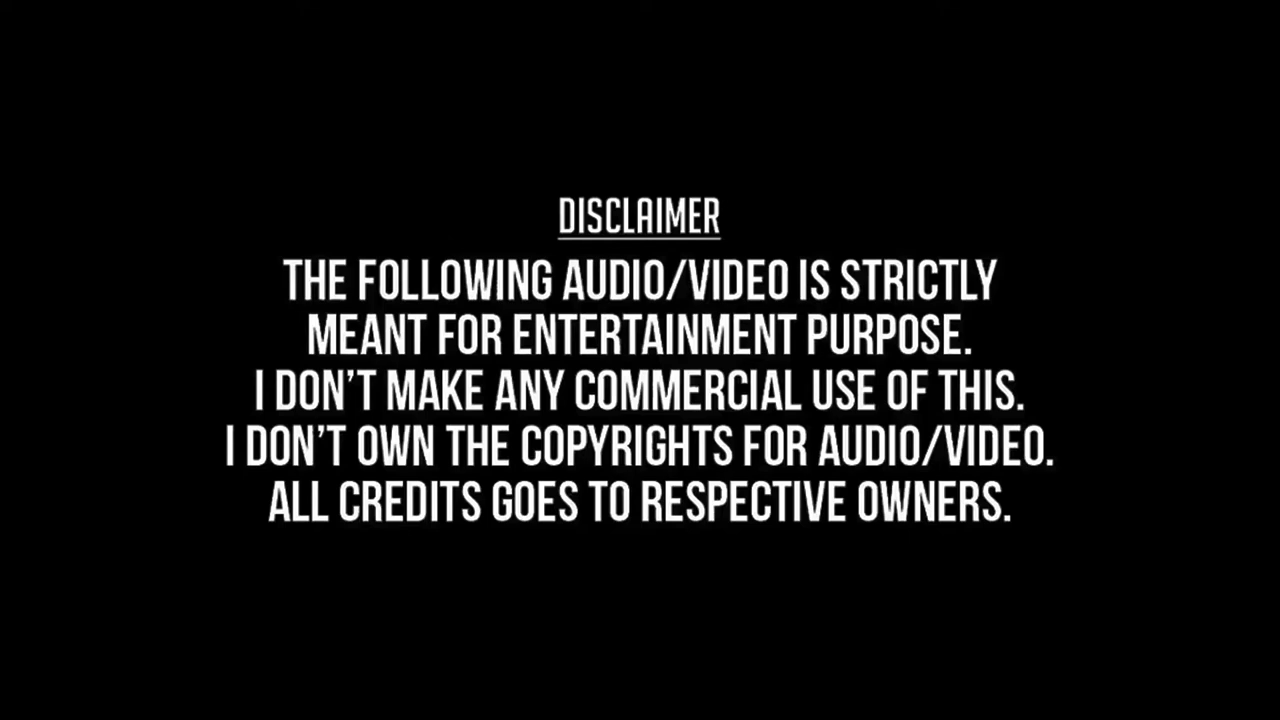 DISCLAIMER
THE FOLLOWING AUDIO/VIDEO IS STRICTLY
MEANT FOR ENTERTAINMENT PURPOSE.
I DON’T MAKE ANY COMMERCIAL USE OF THIS.
I DON’T OWN THE COPYRIGHTS FOR AUDIO/VIDEO.
ALL CREDITS GOES TO RESPECTIVE OWNERS.